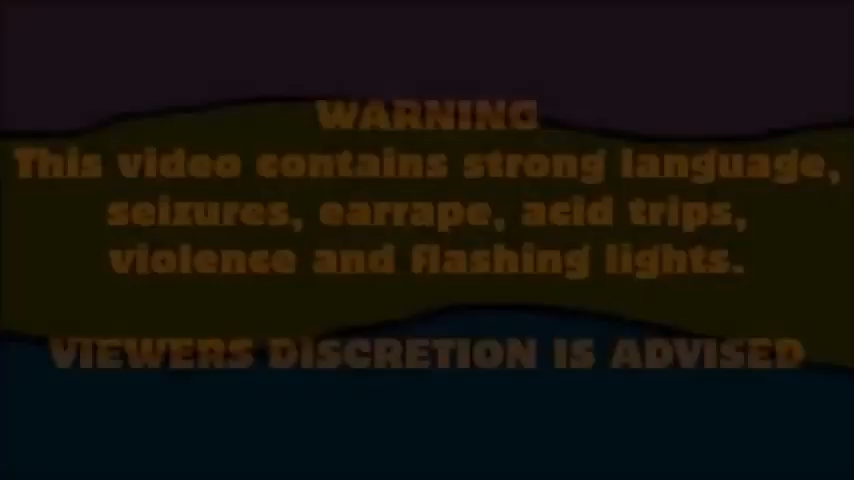 WARNING
This video contains strong language,
seizures, earrape, acid trips,
violence and flashing lights.
VIEWERS DISCRETION IS ADVISED